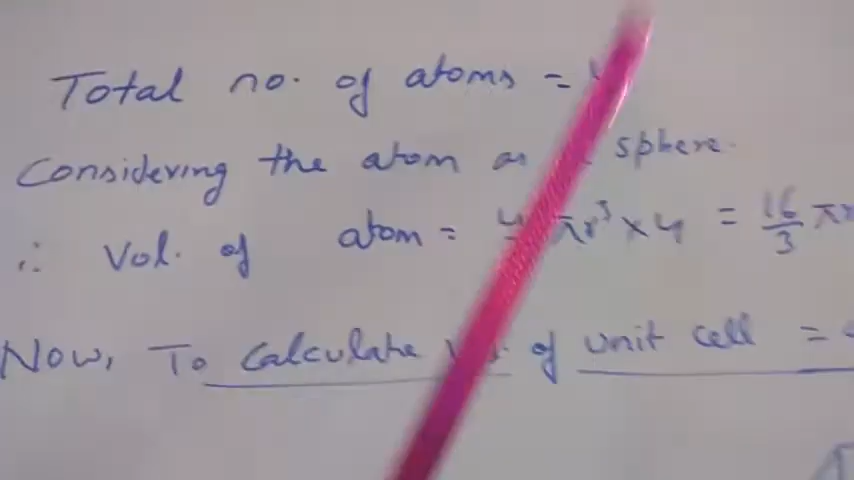 Total no. of atoms =
Considering the atom as sphere.
∴ Vol. of atom = 4 πr³ × 4 = 16/3 π
Now, To Calculate of unit cell =